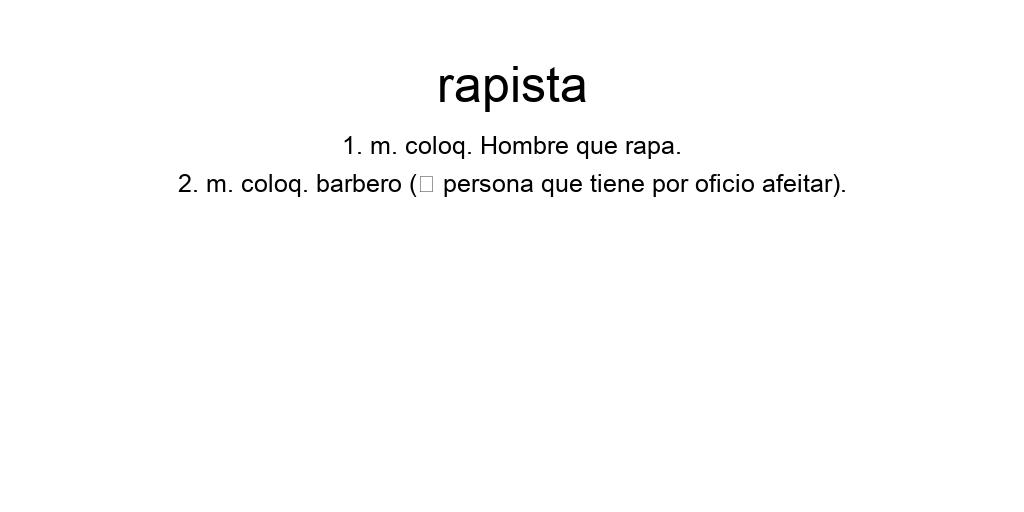 rapista
1. m. coloq. Hombre que rapa.
2. m. coloq. barbero (▯ persona que tiene por oficio afeitar).